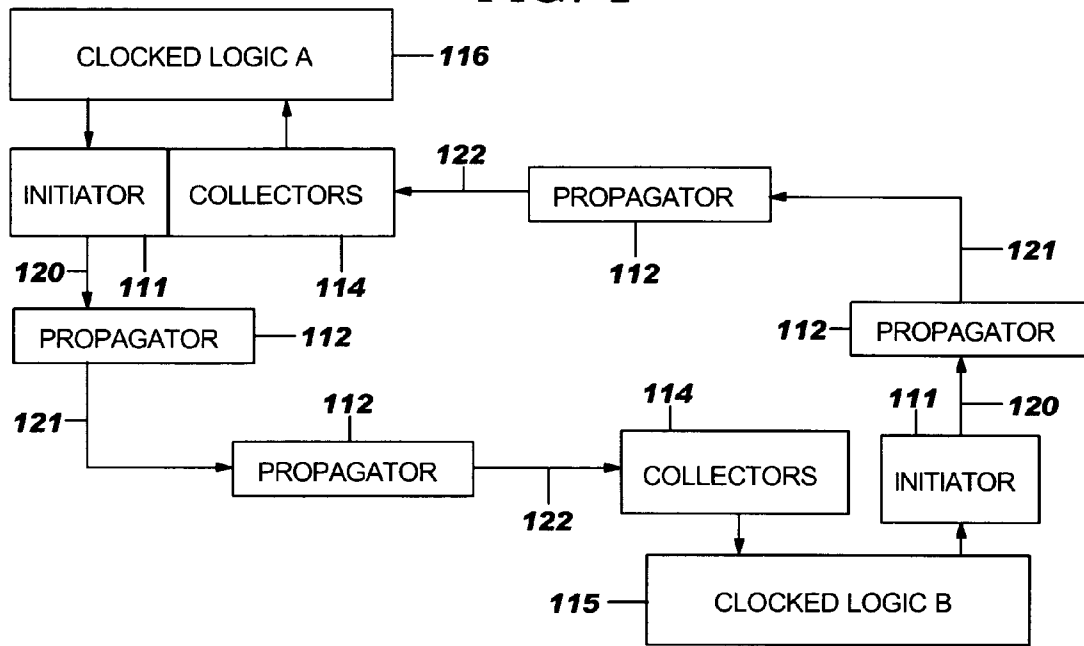 CLOCKED LOGIC A
116
INITIATOR
COLLECTORS
122
PROPAGATOR
120
111
114
112
121
PROPAGATOR
112
112
PROPAGATOR
121
112
114
111
120
PROPAGATOR
COLLECTORS
INITIATOR
122
115
CLOCKED LOGIC B